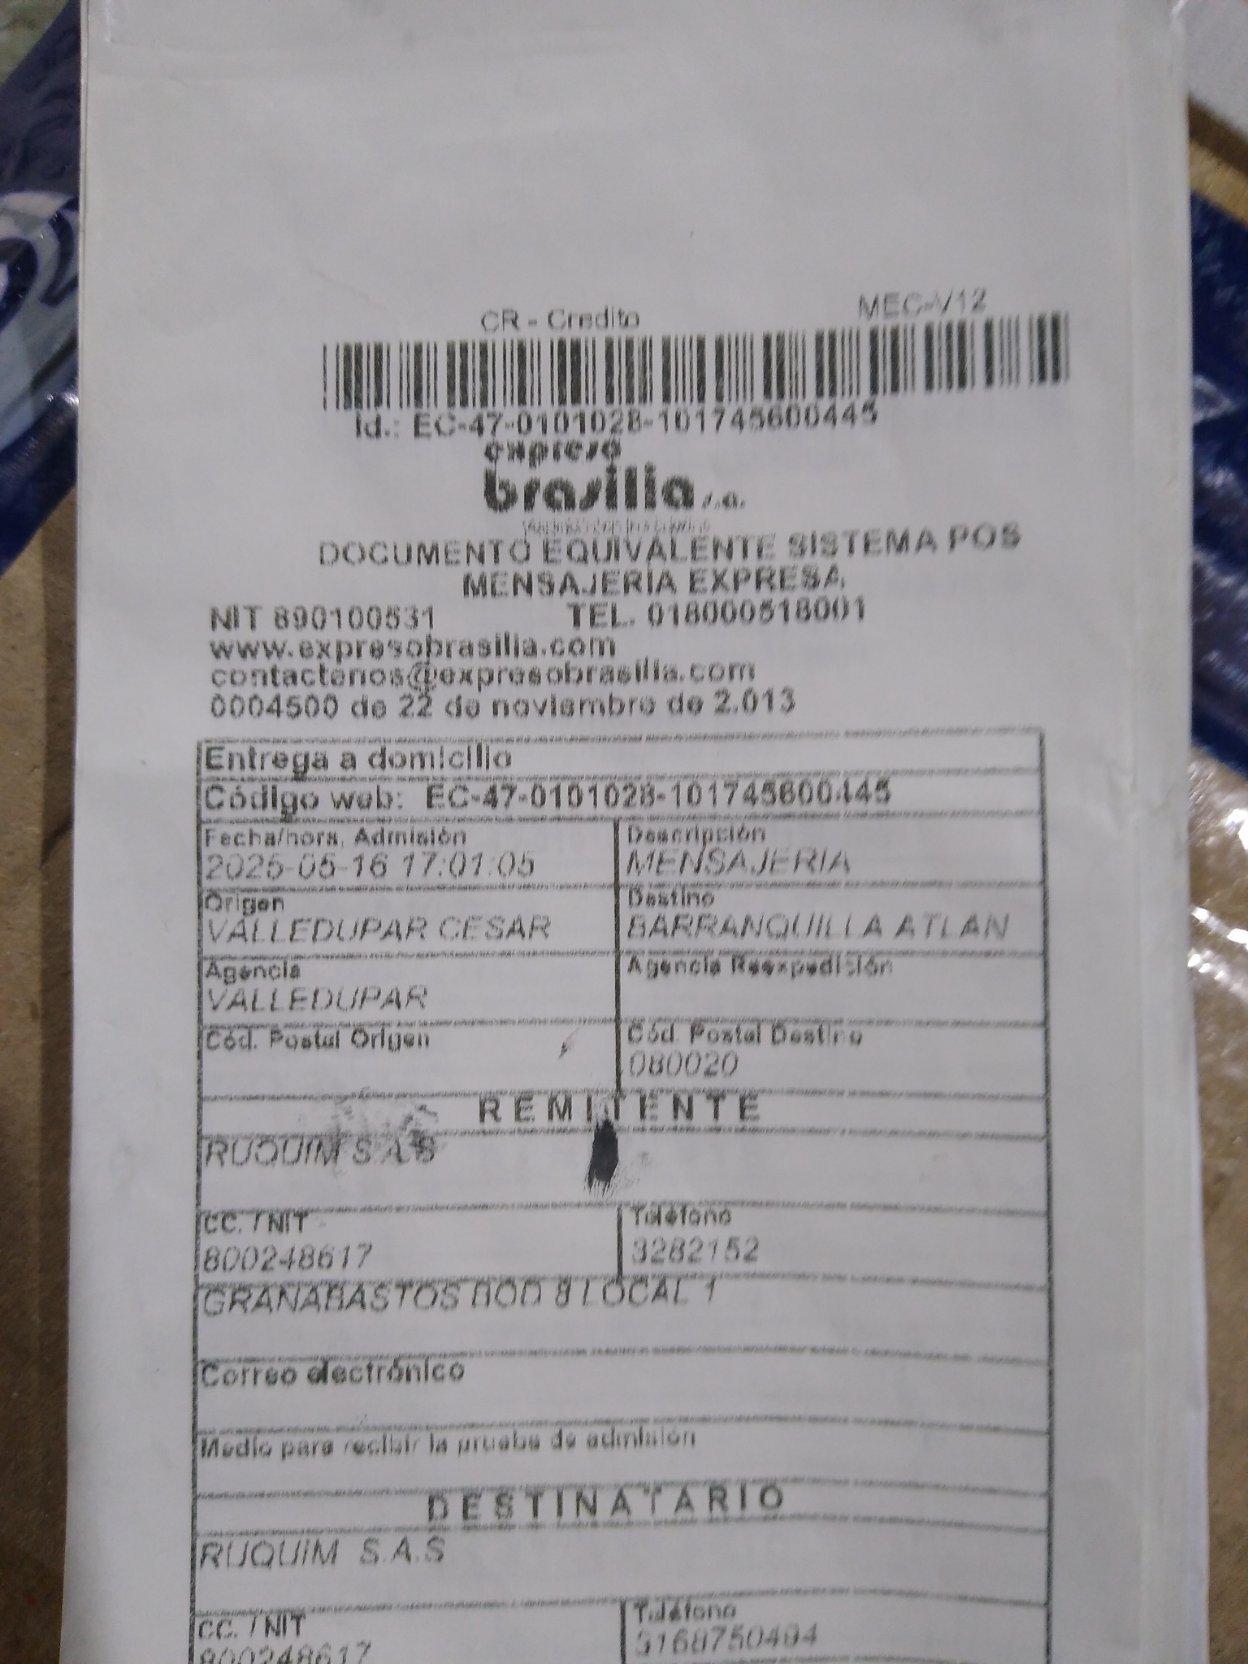 CR - Credito MEC-V12
Id.: EC-47-0101028-101745600445
expreso
brasilia s.a.
DOCUMENTO EQUIVALENTE SISTEMA POS
MENSAJERIA EXPRESA
NIT 890100531 TEL. 018000518001
www.expresobrasilia.com
contactenos@expresobrasilia.com
0004500 de 22 de noviembre de 2.013
Entrega a domicilio
Código web: EC-47-0101028-101745600445
Fecha/hora. Admisión Descripción
2025-05-16 17:01:05 MENSAJERIA
Origen Destino
VALLEDUPAR CESAR BARRANQUILLA ATLAN
Agencia Agencia Reexpedición
VALLEDUPAR
Cód. Postal Origen Cód. Postal Destino
080020
REMITENTE
RUQUIM S.A.S
CC. / NIT Teléfono
800248617 3282152
GRANABASTOS BOD 8 LOCAL 1
Correo electrónico
Medio para recibir la prueba de admisión
DESTINATARIO
RUQUIM S.A.S
CC. / NIT Teléfono
800248617 3168750494